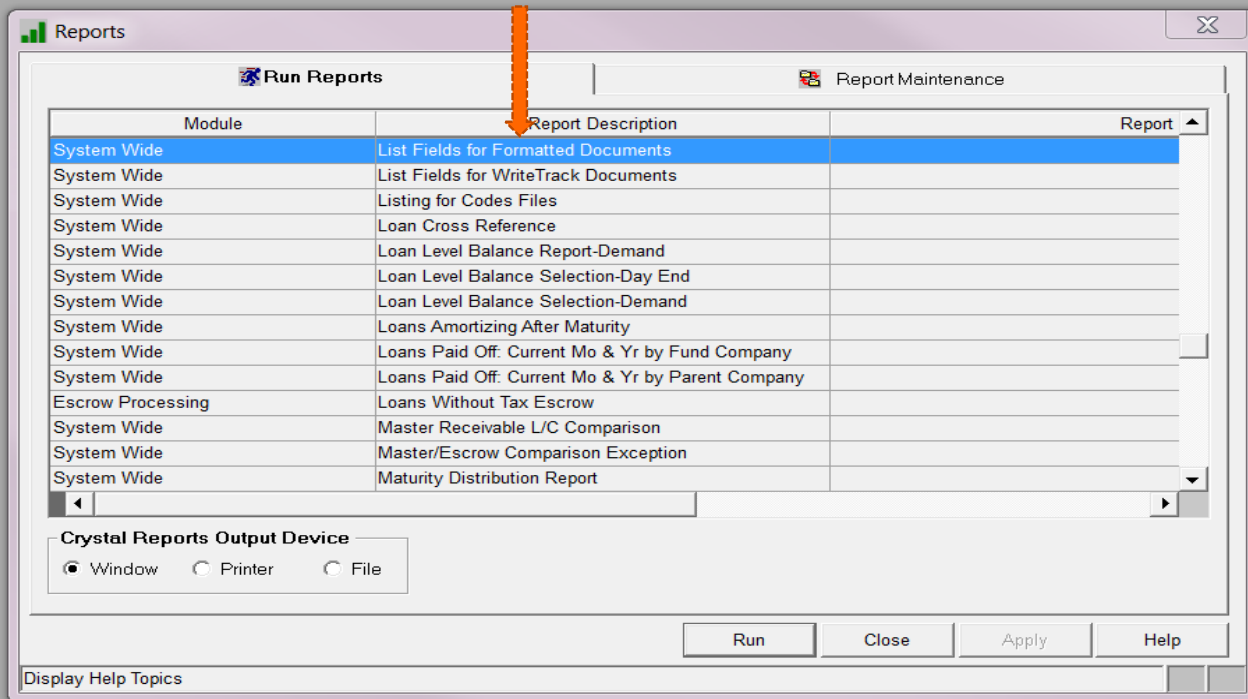 Reports
Run Reports Report Maintenance
Module Report Description Report
System Wide List Fields for Formatted Documents
System Wide List Fields for WriteTrack Documents
System Wide Listing for Codes Files
System Wide Loan Cross Reference
System Wide Loan Level Balance Report-Demand
System Wide Loan Level Balance Selection-Day End
System Wide Loan Level Balance Selection-Demand
System Wide Loans Amortizing After Maturity
System Wide Loans Paid Off: Current Mo & Yr by Fund Company
System Wide Loans Paid Off: Current Mo & Yr by Parent Company
Escrow Processing Loans Without Tax Escrow
System Wide Master Receivable L/C Comparison
System Wide Master/Escrow Comparison Exception
System Wide Maturity Distribution Report
Crystal Reports Output Device
Window Printer File
Run Close Apply Help
Display Help Topics